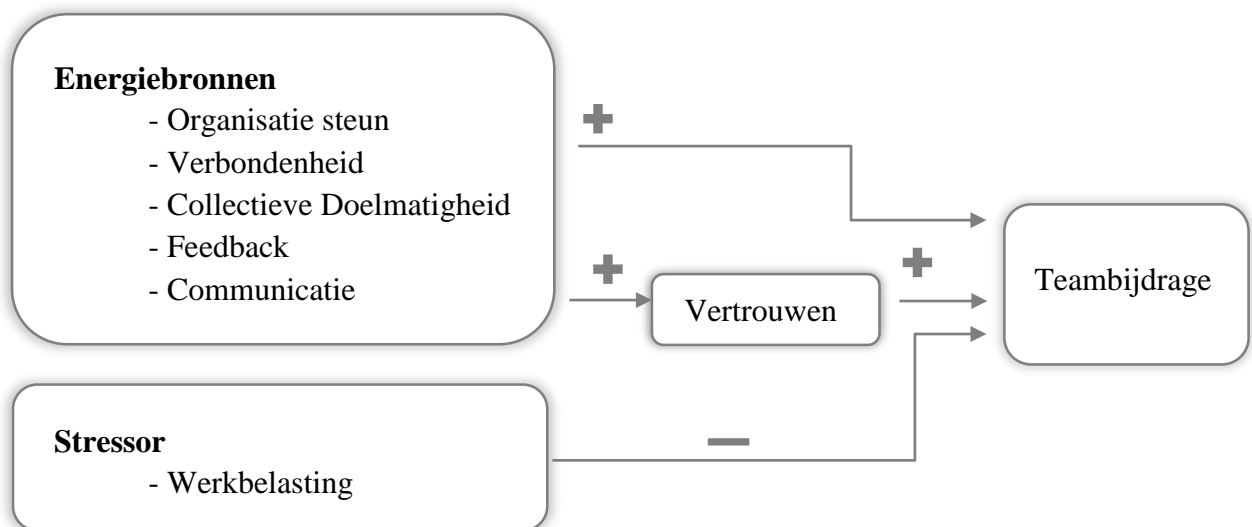 Energiebronnen
- Organisatie steun
- Verbondenheid
- Collectieve Doelmatigheid
- Feedback
- Communicatie
+
+
Vertrouwen
+
Teambijdrage
Stressor
- Werkbelasting
—